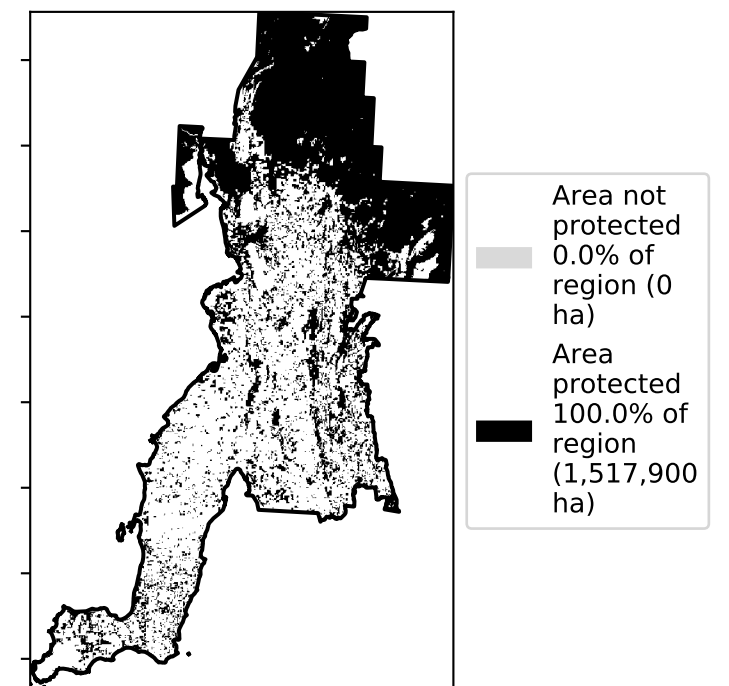 Area not
protected
0.0% of
region (0
ha)
Area
protected
100.0% of
region
(1,517,900
ha)